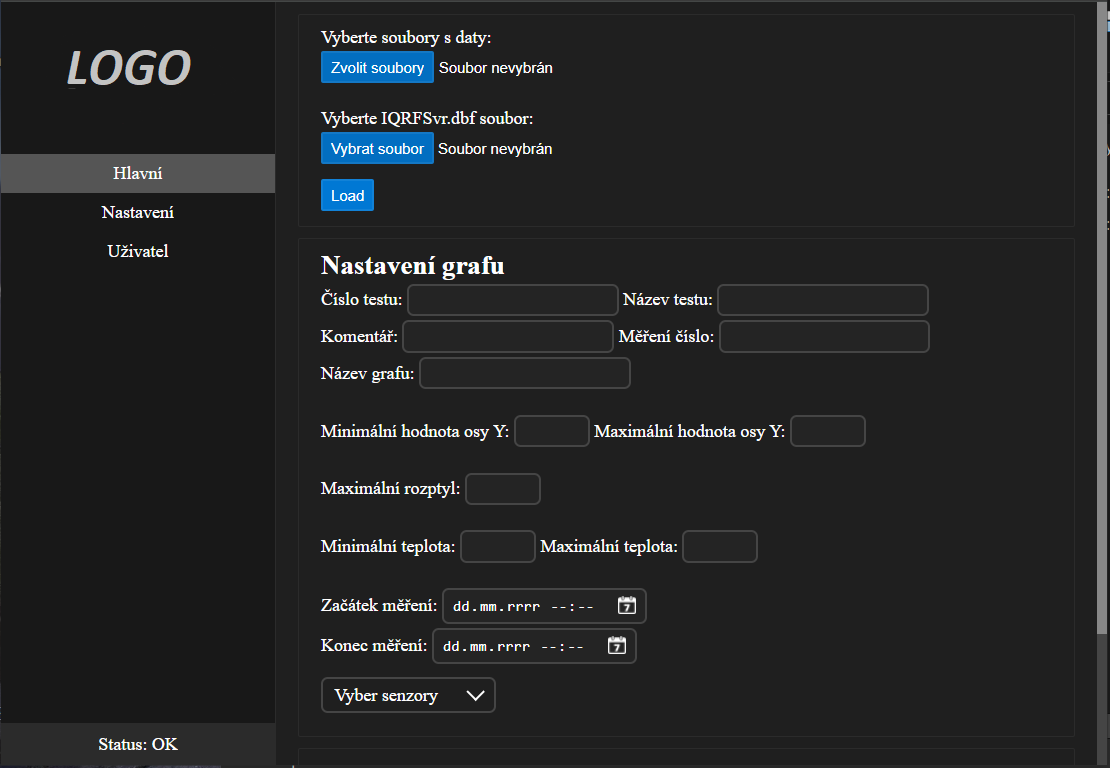 LOGO
Hlavní
Nastavení
Uživatel
Status: OK
Vyberte soubory s daty:
Zvolit soubory Soubor nevybrán
Vyberte IQRFSvr.dbf soubor:
Vybrat soubor Soubor nevybrán
Load
Nastavení grafu
Číslo testu: Název testu:
Komentář: Měření číslo:
Název grafu:
Minimální hodnota osy Y: Maximální hodnota osy Y:
Maximální rozptyl:
Minimální teplota: Maximální teplota:
Začátek měření: dd.mm.rrrr --:--
Konec měření: dd.mm.rrrr --:--
Vyber senzory